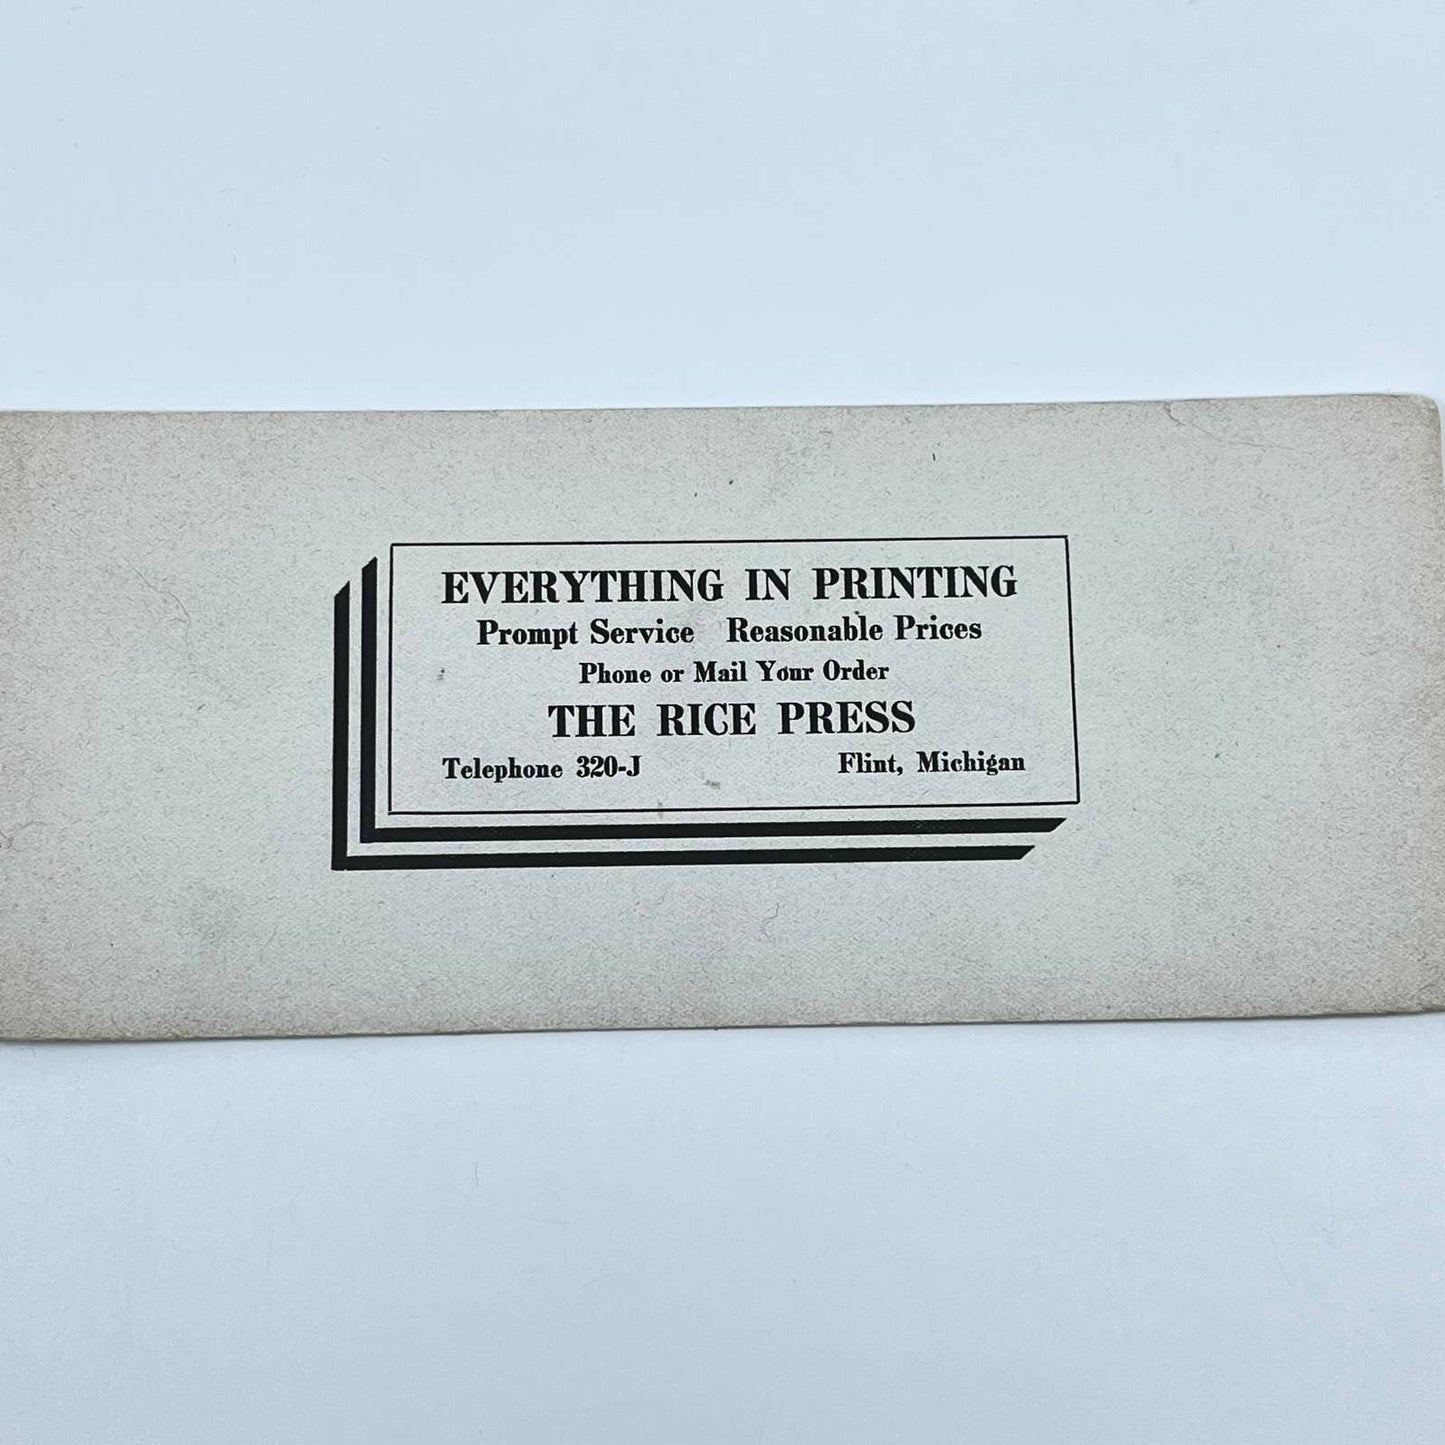 EVERYTHING IN PRINTING
Prompt Service Reasonable Prices
Phone or Mail Your Order
THE RICE PRESS
Telephone 320-J Flint, Michigan